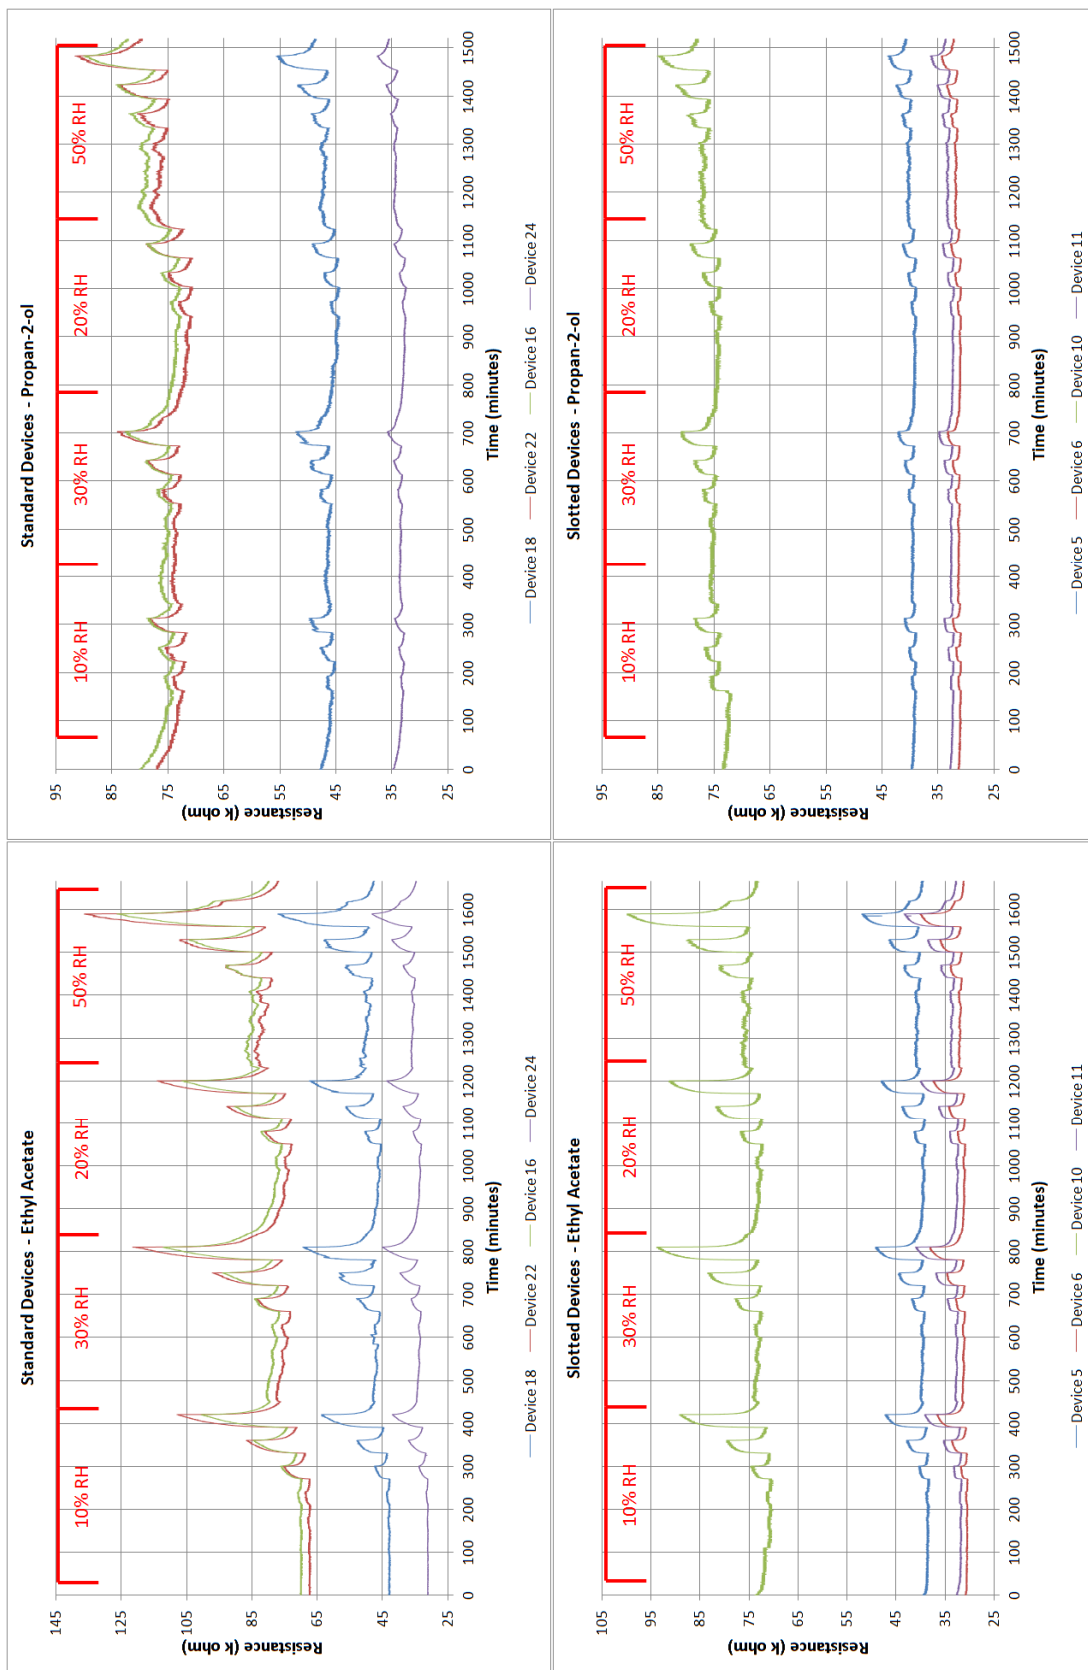 Standard Devices - Ethyl Acetate
10% RH 30% RH 20% RH 50% RH
145
125
105
85
65
45
25
Resistance (k ohm)
0 100 200 300 400 500 600 700 800 900 1000 1100 1200 1300 1400 1500 1600
Time (minutes)
Device 18 Device 22 Device 16 Device 24
Standard Devices - Propan-2-ol
10% RH 30% RH 20% RH 50% RH
95
85
75
65
55
45
35
25
Resistance (k ohm)
0 100 200 300 400 500 600 700 800 900 1000 1100 1200 1300 1400 1500
Time (minutes)
Device 18 Device 22 Device 16 Device 24
Slotted Devices - Ethyl Acetate
10% RH 30% RH 20% RH 50% RH
105
95
85
75
65
55
45
35
25
Resistance (k ohm)
0 100 200 300 400 500 600 700 800 900 1000 1100 1200 1300 1400 1500 1600
Time (minutes)
Device 5 Device 6 Device 10 Device 11
Slotted Devices - Propan-2-ol
10% RH 30% RH 20% RH 50% RH
95
85
75
65
55
45
35
25
Resistance (k ohm)
0 100 200 300 400 500 600 700 800 900 1000 1100 1200 1300 1400 1500
Time (minutes)
Device 5 Device 6 Device 10 Device 11